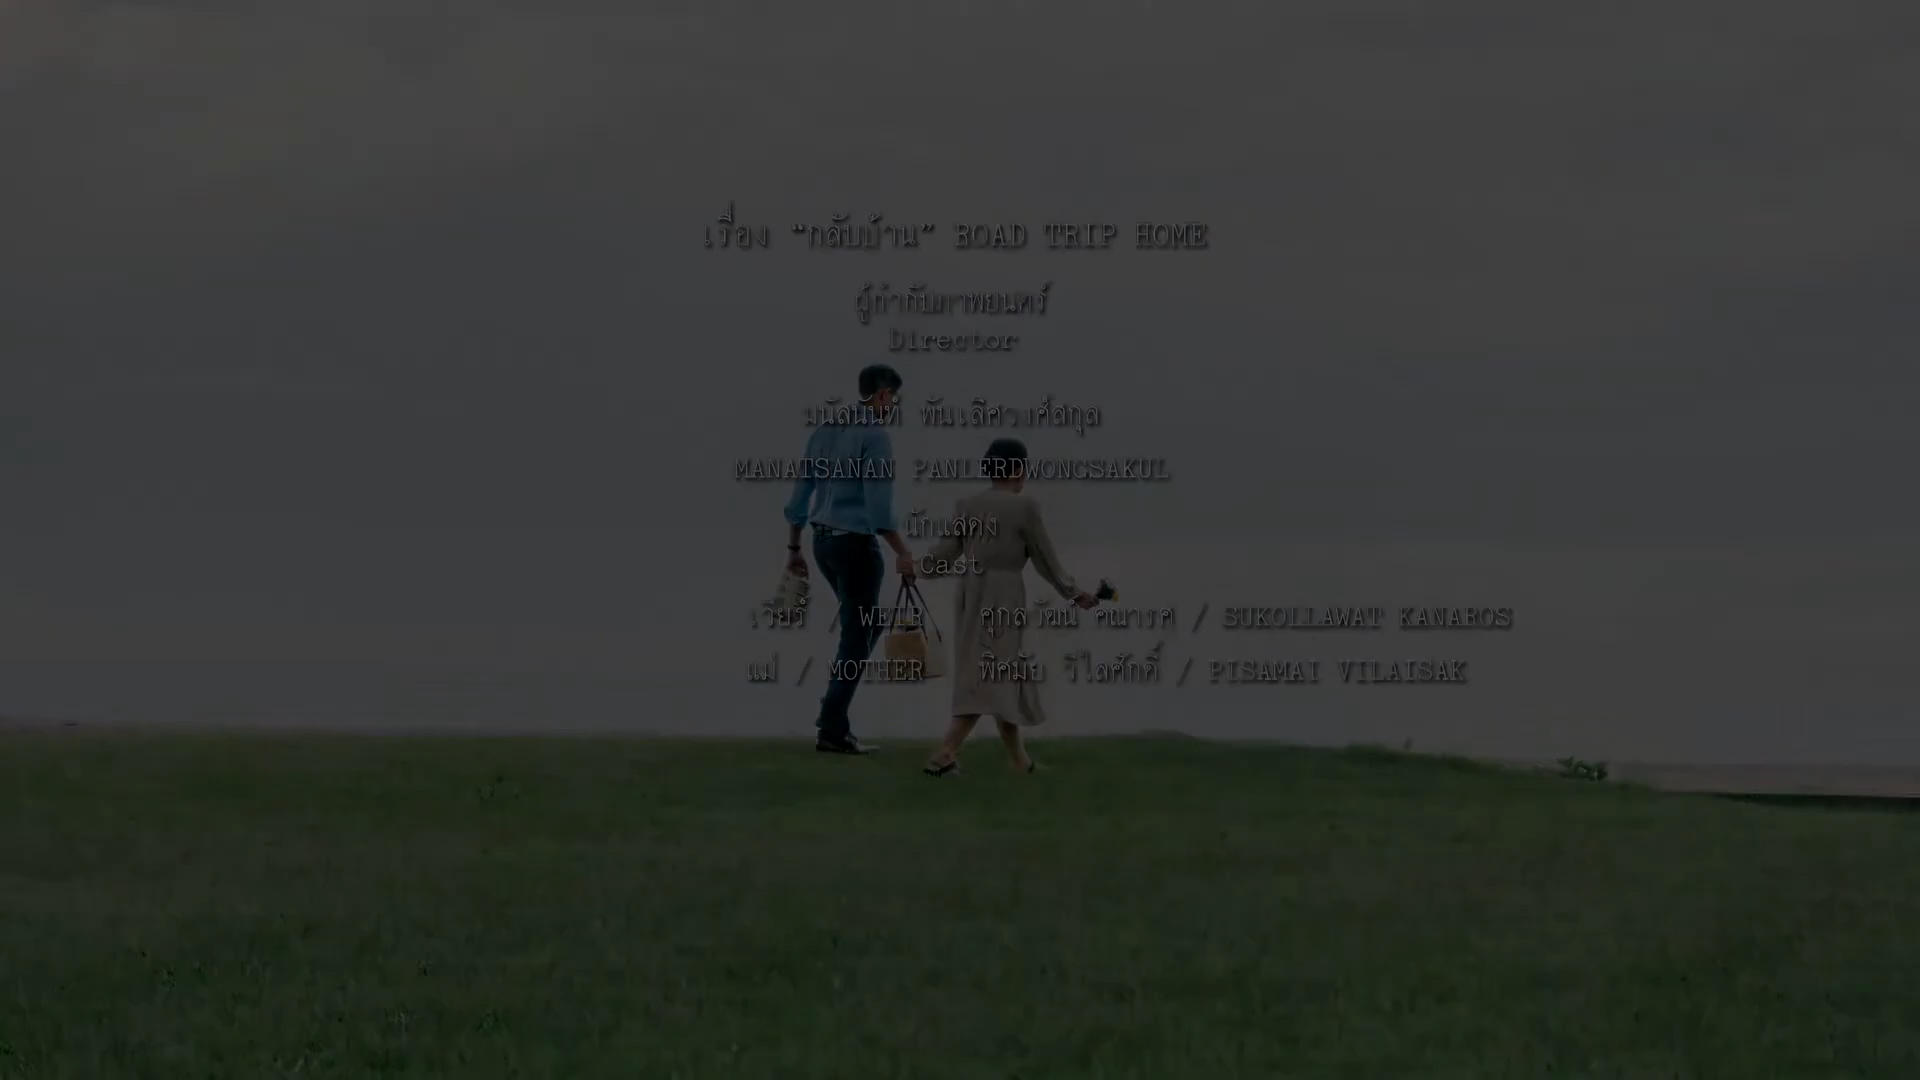 เรื่อง “กลับบ้าน” ROAD TRIP HOME
ผู้กำกับภาพยนตร์
Director
มนัสนันท์ พันเลิศวงศ์สกุล
MANATSANAN PANLERDWONGSAKUL
นักแสดง
Cast
เวียร์ / WEIR ศุกลวัฒน์ คณารศ / SUKOLLAWAT KANAROS
แม่ / MOTHER พิศมัย วิไลศักดิ์ / PISAMAI VILAISAK